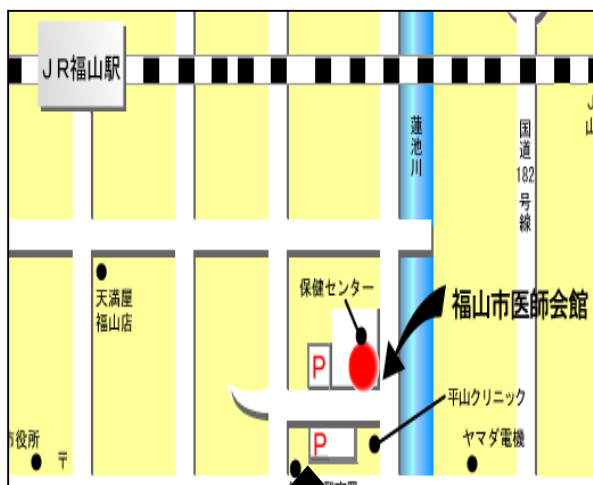 JR福山駅
蓮池川
国道182号線
天満屋
福山店
保健センター
福山市医師会館
P
平山クリニック
P
市役所
〒
ヤマダ電機